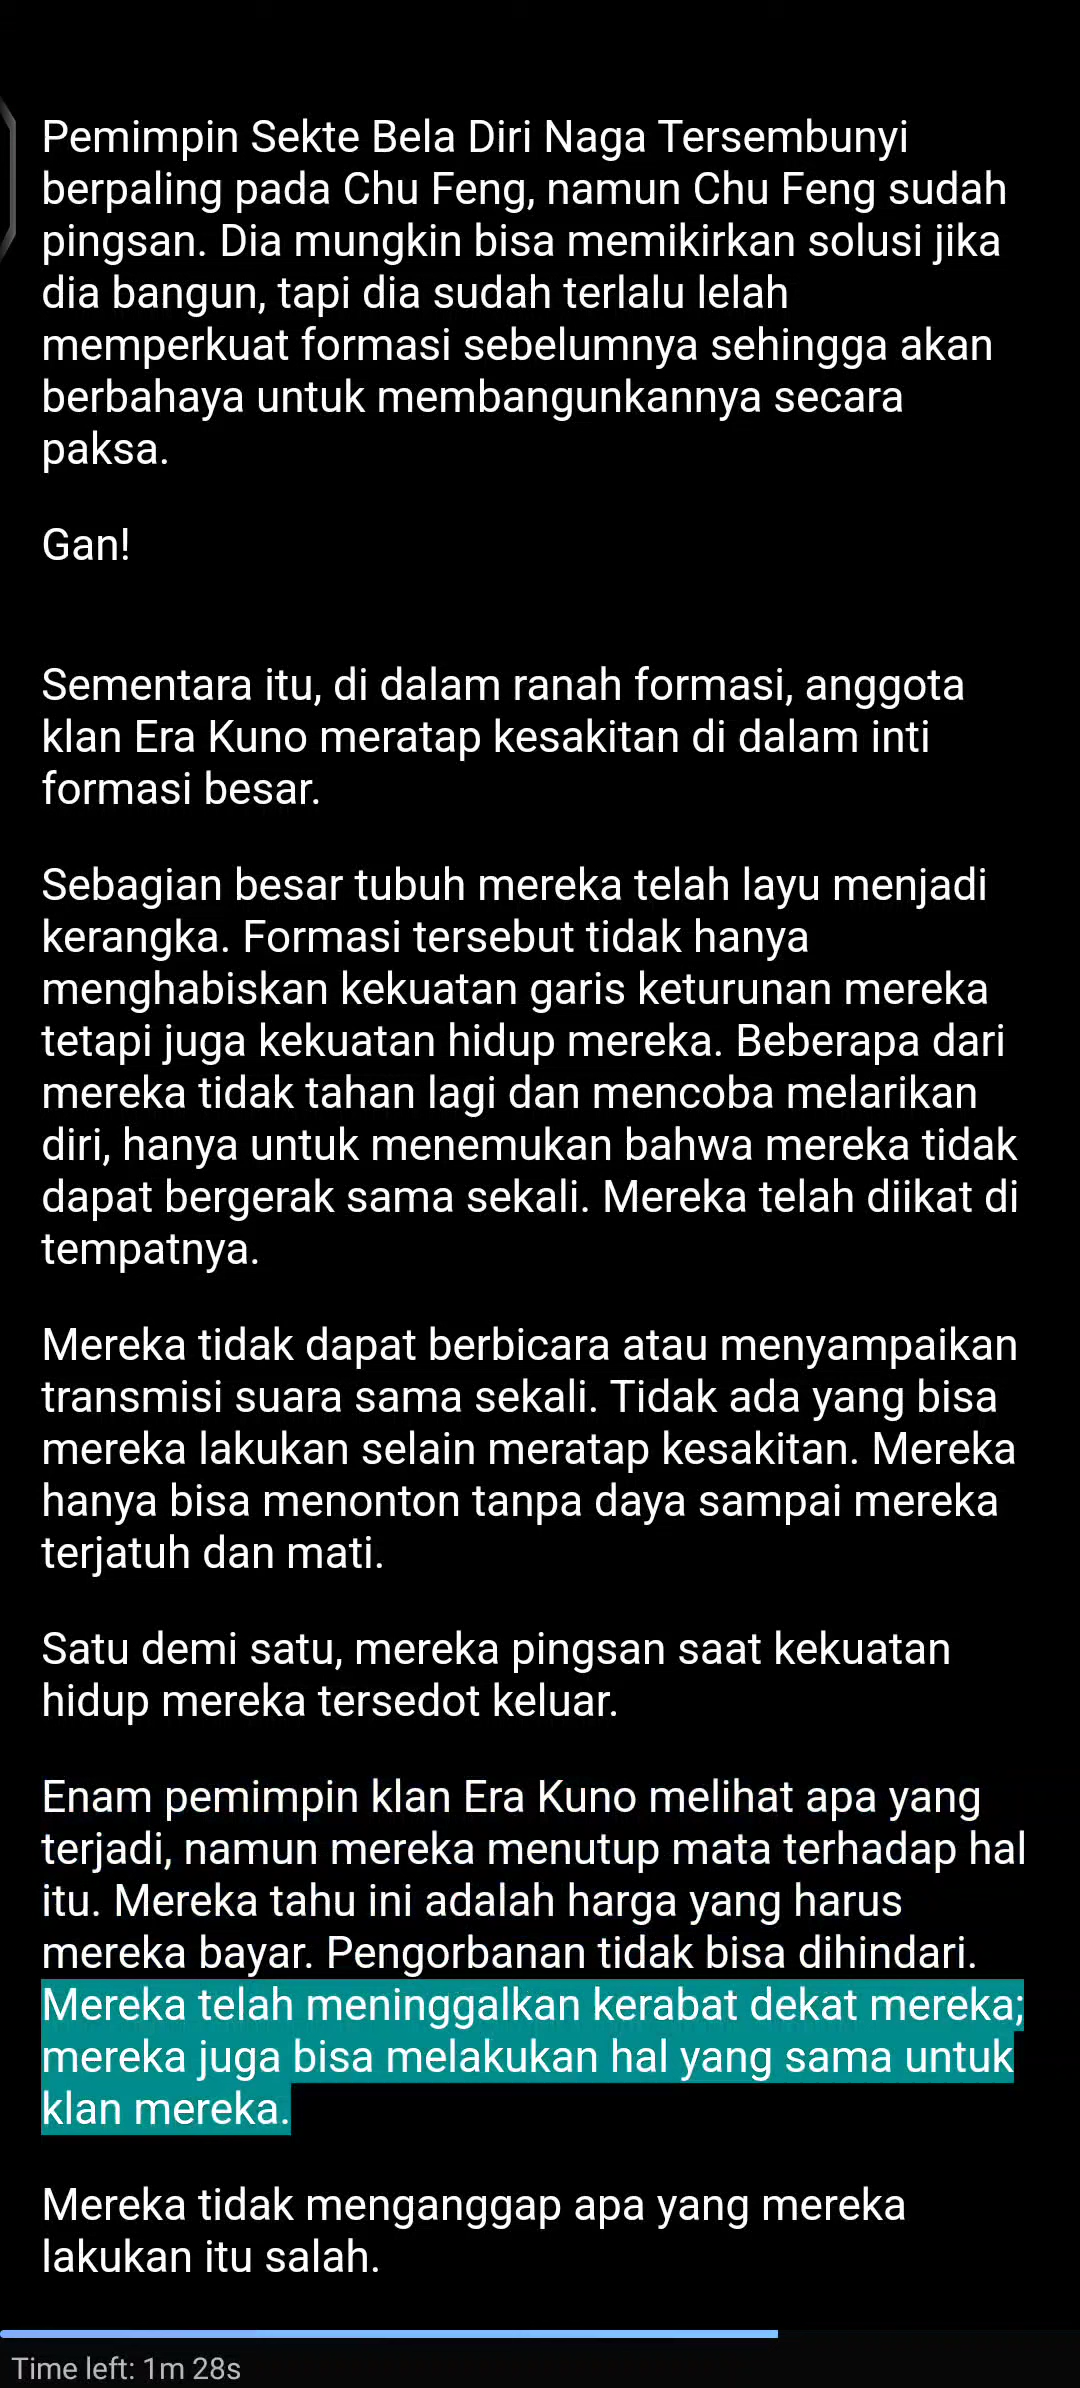 Pemimpin Sekte Bela Diri Naga Tersembunyi
berpaling pada Chu Feng, namun Chu Feng sudah
pingsan. Dia mungkin bisa memikirkan solusi jika
dia bangun, tapi dia sudah terlalu lelah
memperkuat formasi sebelumnya sehingga akan
berbahaya untuk membangunkannya secara
paksa.
Gan!
Sementara itu, di dalam ranah formasi, anggota
klan Era Kuno meratap kesakitan di dalam inti
formasi besar.
Sebagian besar tubuh mereka telah layu menjadi
kerangka. Formasi tersebut tidak hanya
menghabiskan kekuatan garis keturunan mereka
tetapi juga kekuatan hidup mereka. Beberapa dari
mereka tidak tahan lagi dan mencoba melarikan
diri, hanya untuk menemukan bahwa mereka tidak
dapat bergerak sama sekali. Mereka telah diikat di
tempatnya.
Mereka tidak dapat berbicara atau menyampaikan
transmisi suara sama sekali. Tidak ada yang bisa
mereka lakukan selain meratap kesakitan. Mereka
hanya bisa menonton tanpa daya sampai mereka
terjatuh dan mati.
Satu demi satu, mereka pingsan saat kekuatan
hidup mereka tersedot keluar.
Enam pemimpin klan Era Kuno melihat apa yang
terjadi, namun mereka menutup mata terhadap hal
itu. Mereka tahu ini adalah harga yang harus
mereka bayar. Pengorbanan tidak bisa dihindari.
Mereka telah meninggalkan kerabat dekat mereka;
mereka juga bisa melakukan hal yang sama untuk
klan mereka.
Mereka tidak menganggap apa yang mereka
lakukan itu salah.
Time left: 1m 28s